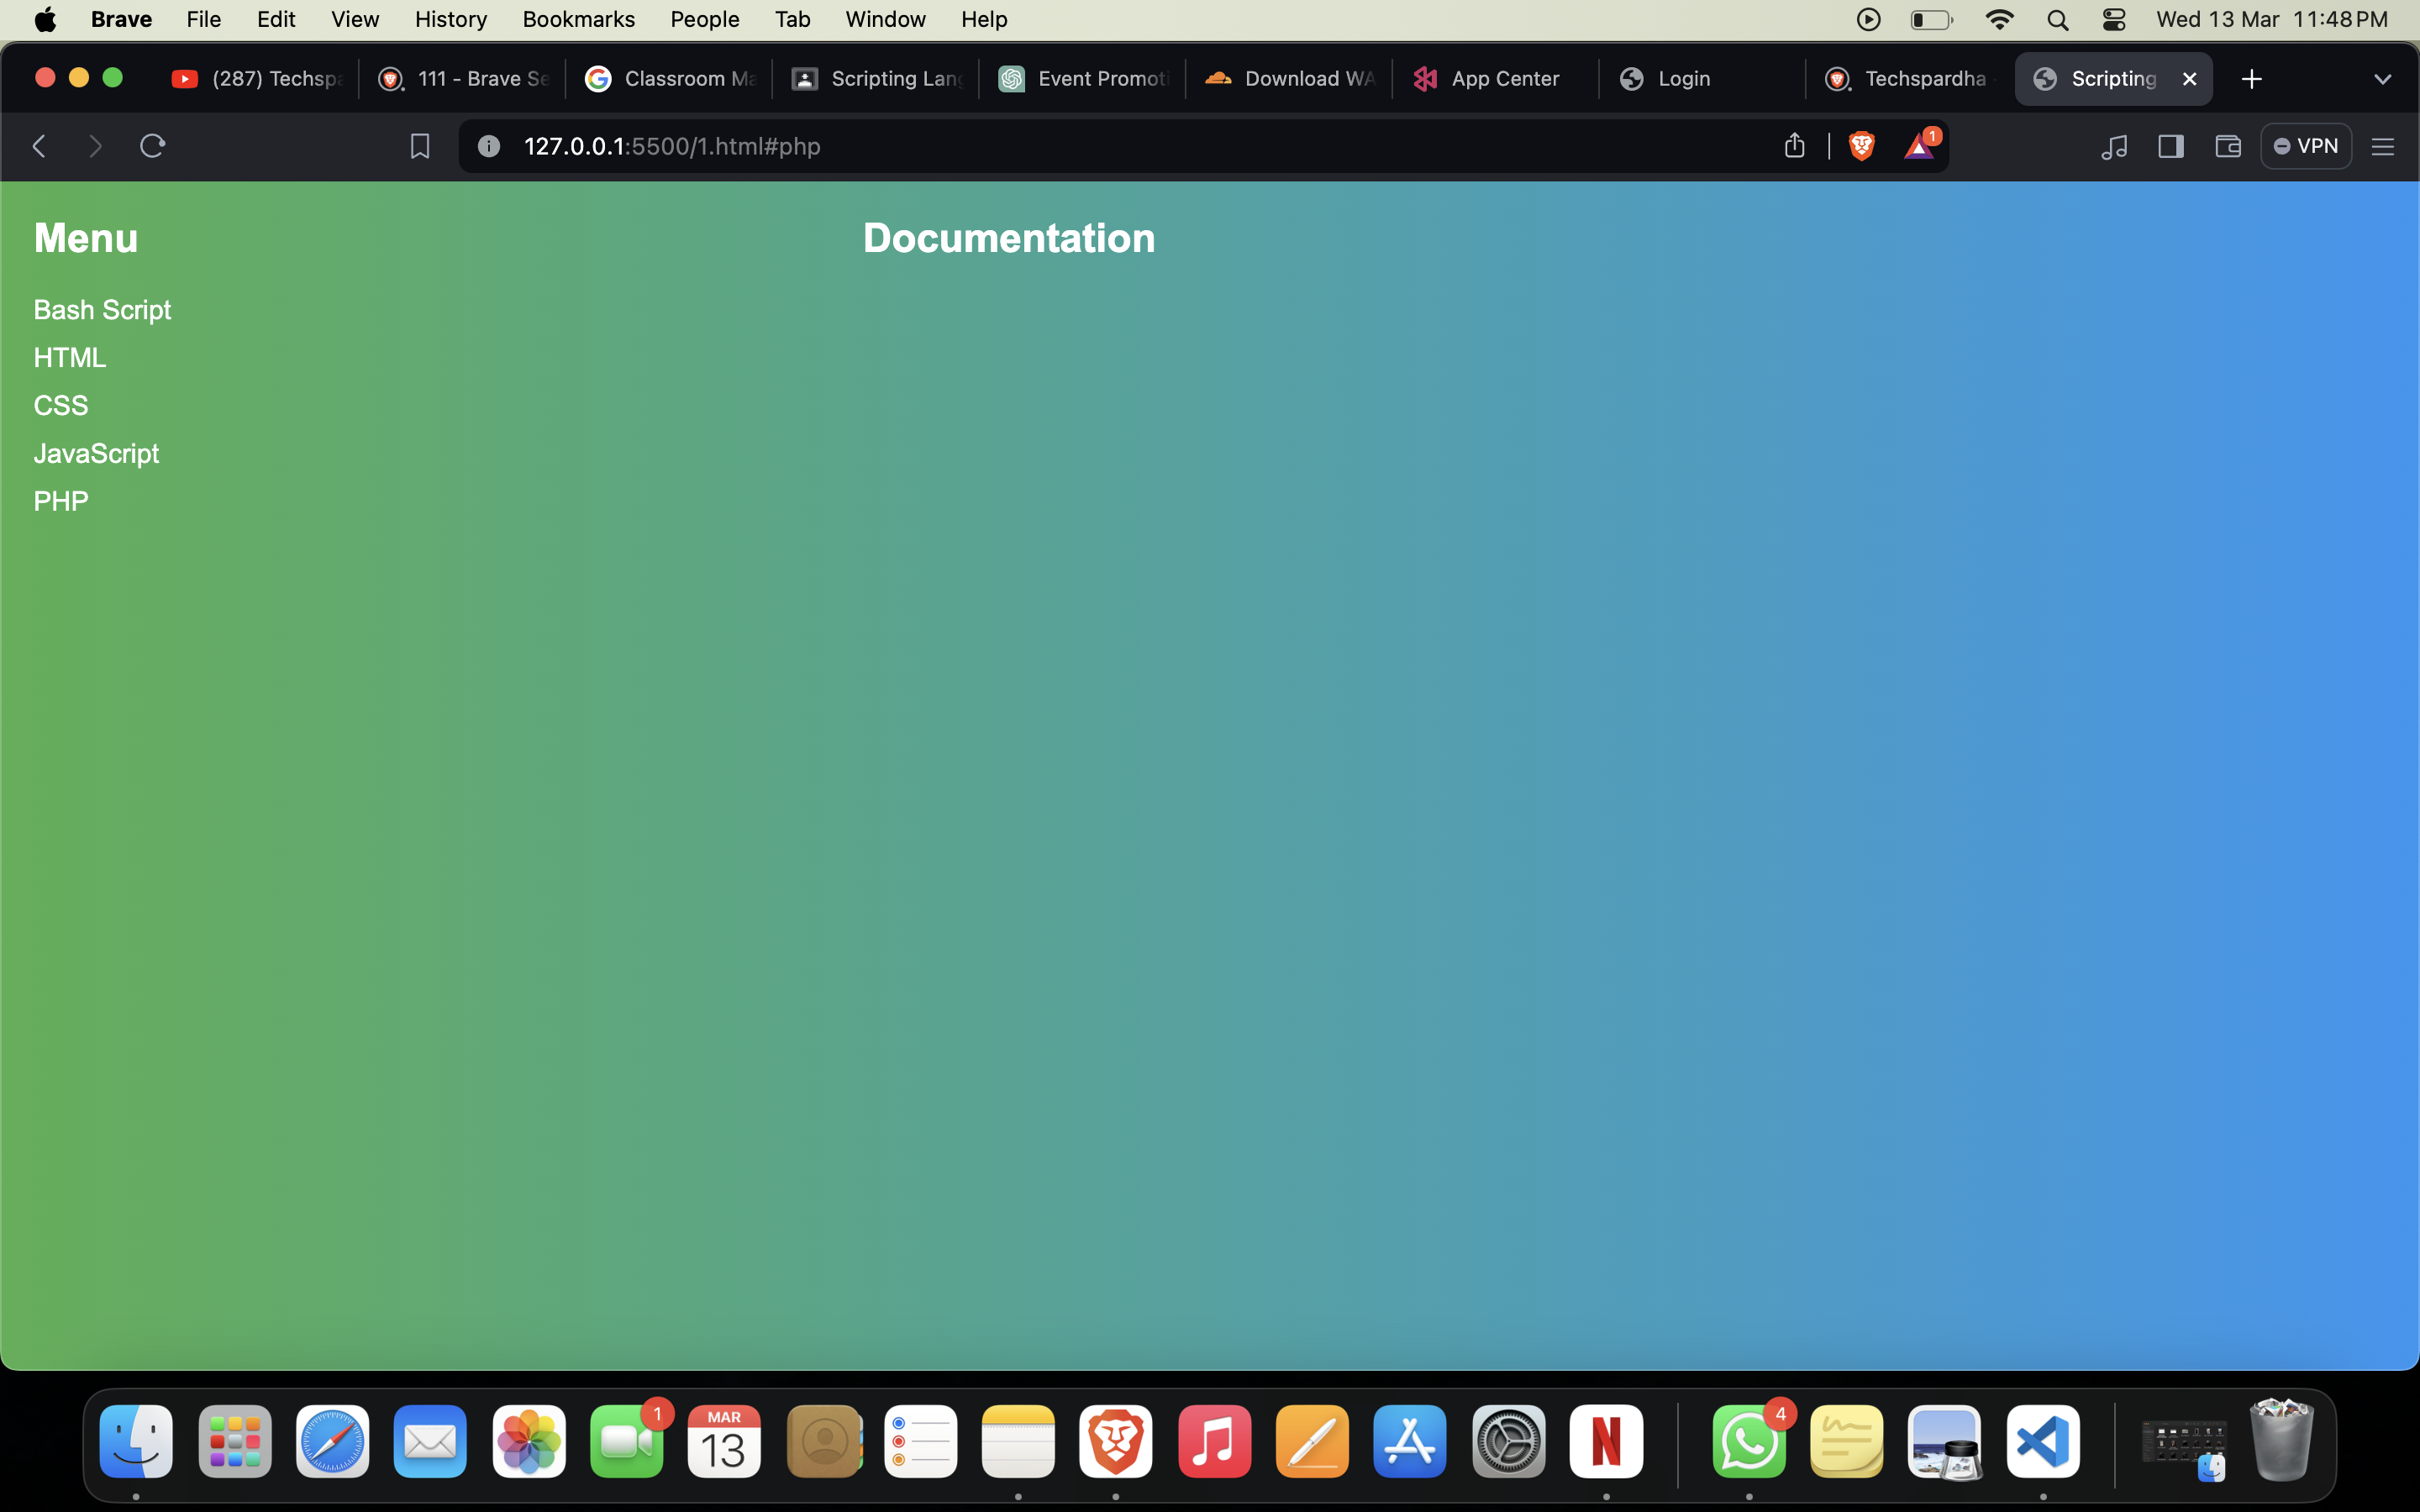 Brave File Edit View History Bookmarks People Tab Window Help Wed 13 Mar 11:48 PM
(287) Techspa 111 - Brave Se Classroom Ma Scripting Lang Event Promoti Download WA App Center Login Techspardha Scripting
127.0.0.1:5500/1.html#php 1 VPN
Menu Documentation
Bash Script
HTML
CSS
JavaScript
PHP
1 MAR 4
13 N